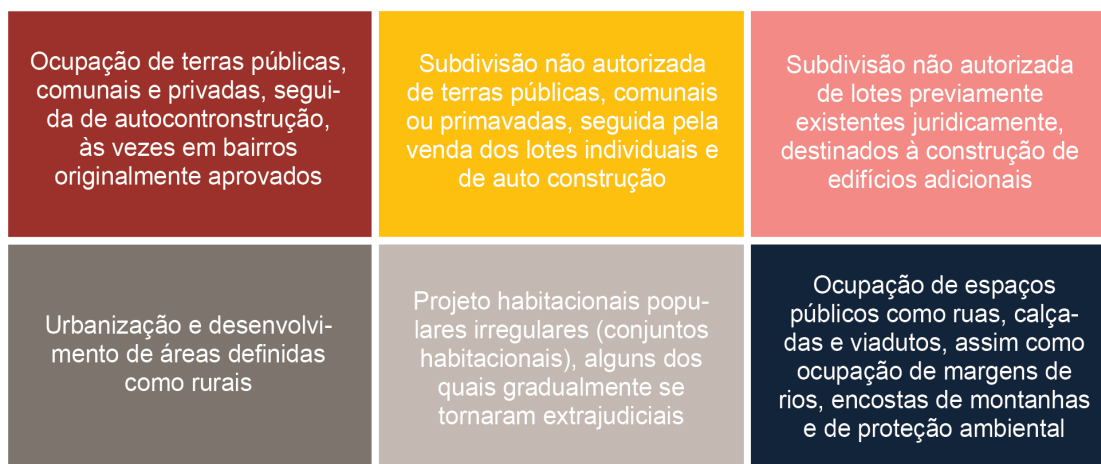 Ocupação de terras públicas,
comunais e privadas, segui-
da de autocontronstrução,
às vezes em bairros
originalmente aprovados
Subdivisão não autorizada
de terras públicas, comunais
ou primavadas, seguida pela
venda dos lotes individuais e
de auto construção
Subdivisão não autorizada
de lotes previamente
existentes juridicamente,
destinados à construção de
edifícios adicionais
Urbanização e desenvolvi-
mento de áreas definidas
como rurais
Projeto habitacionais popu-
lares irregulares (conjuntos
habitacionais), alguns dos
quais gradualmente se
tornaram extrajudiciais
Ocupação de espaços
públicos como ruas, calça-
das e viadutos, assim como
ocupação de margens de
rios, encostas de montanhas
e de proteção ambiental